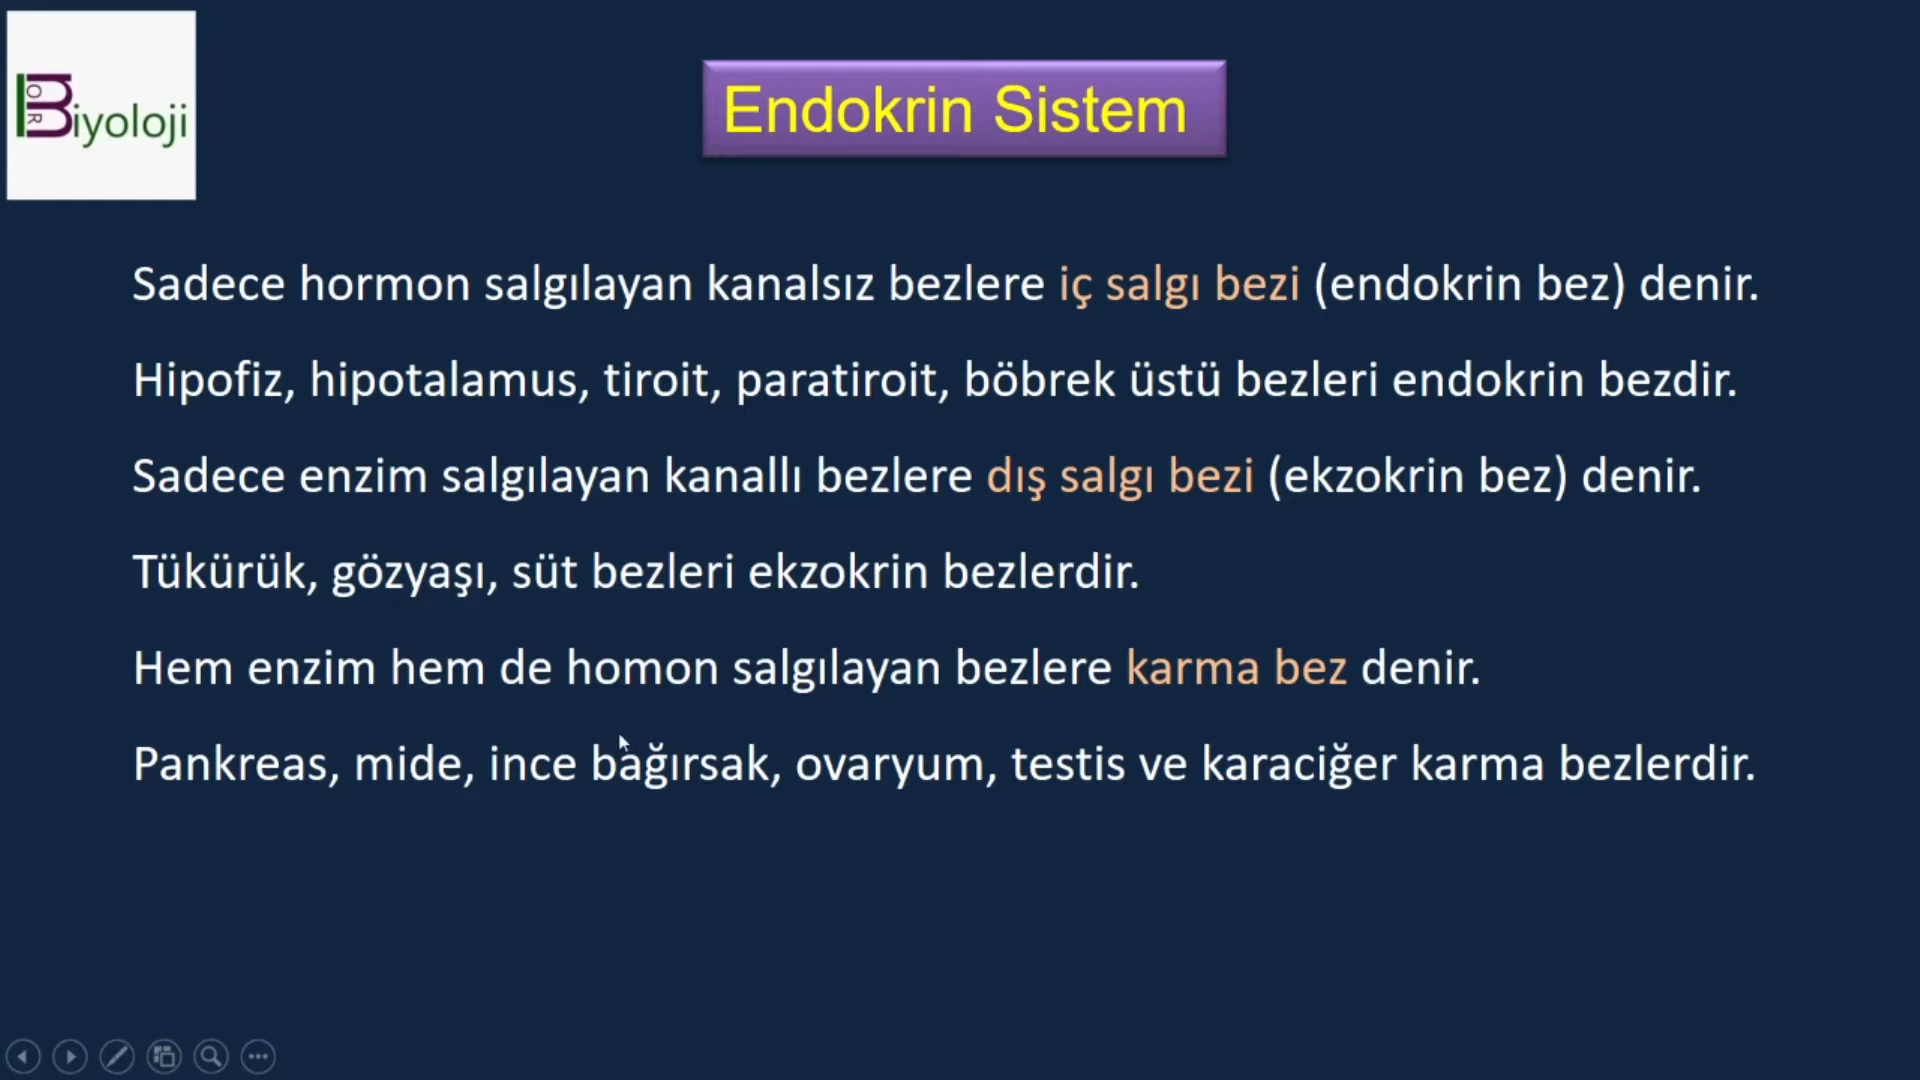 BOR
Biyoloji
Endokrin Sistem
Sadece hormon salgılayan kanalsız bezlere iç salgı bezi (endokrin bez) denir.
Hipofiz, hipotalamus, tiroit, paratiroit, böbrek üstü bezleri endokrin bezdir.
Sadece enzim salgılayan kanallı bezlere dış salgı bezi (ekzokrin bez) denir.
Tükürük, gözyaşı, süt bezleri ekzokrin bezlerdir.
Hem enzim hem de homon salgılayan bezlere karma bez denir.
Pankreas, mide, ince bağırsak, ovaryum, testis ve karaciğer karma bezlerdir.